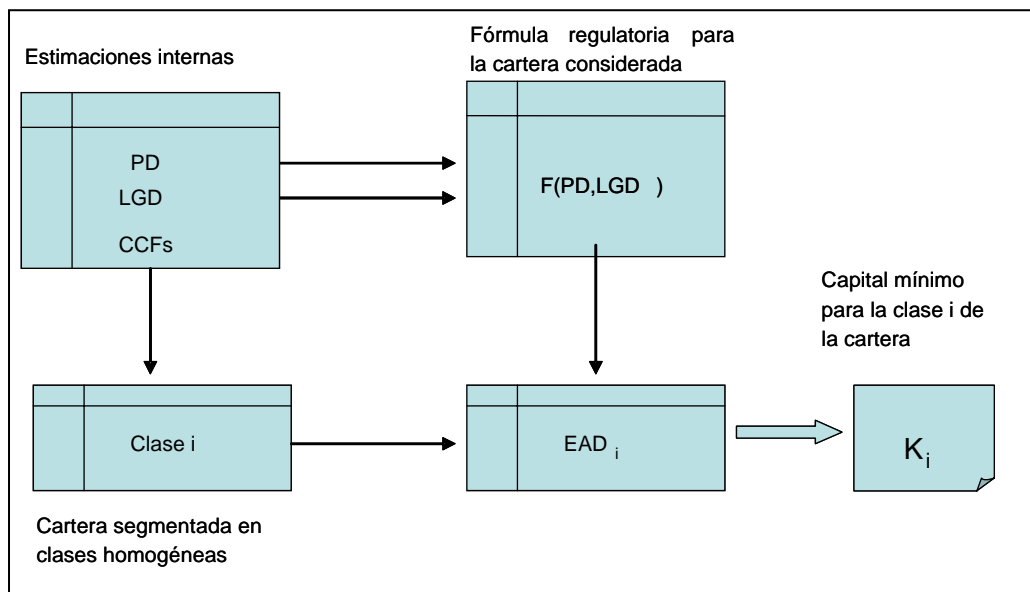 Estimaciones internas
Fórmula regulatoria para
la cartera considerada
PD
LGD
CCFs
F(PD,LGD )
Capital mínimo
para la clase i de
la cartera
Clase i
EAD i
Ki
Cartera segmentada en
clases homogéneas